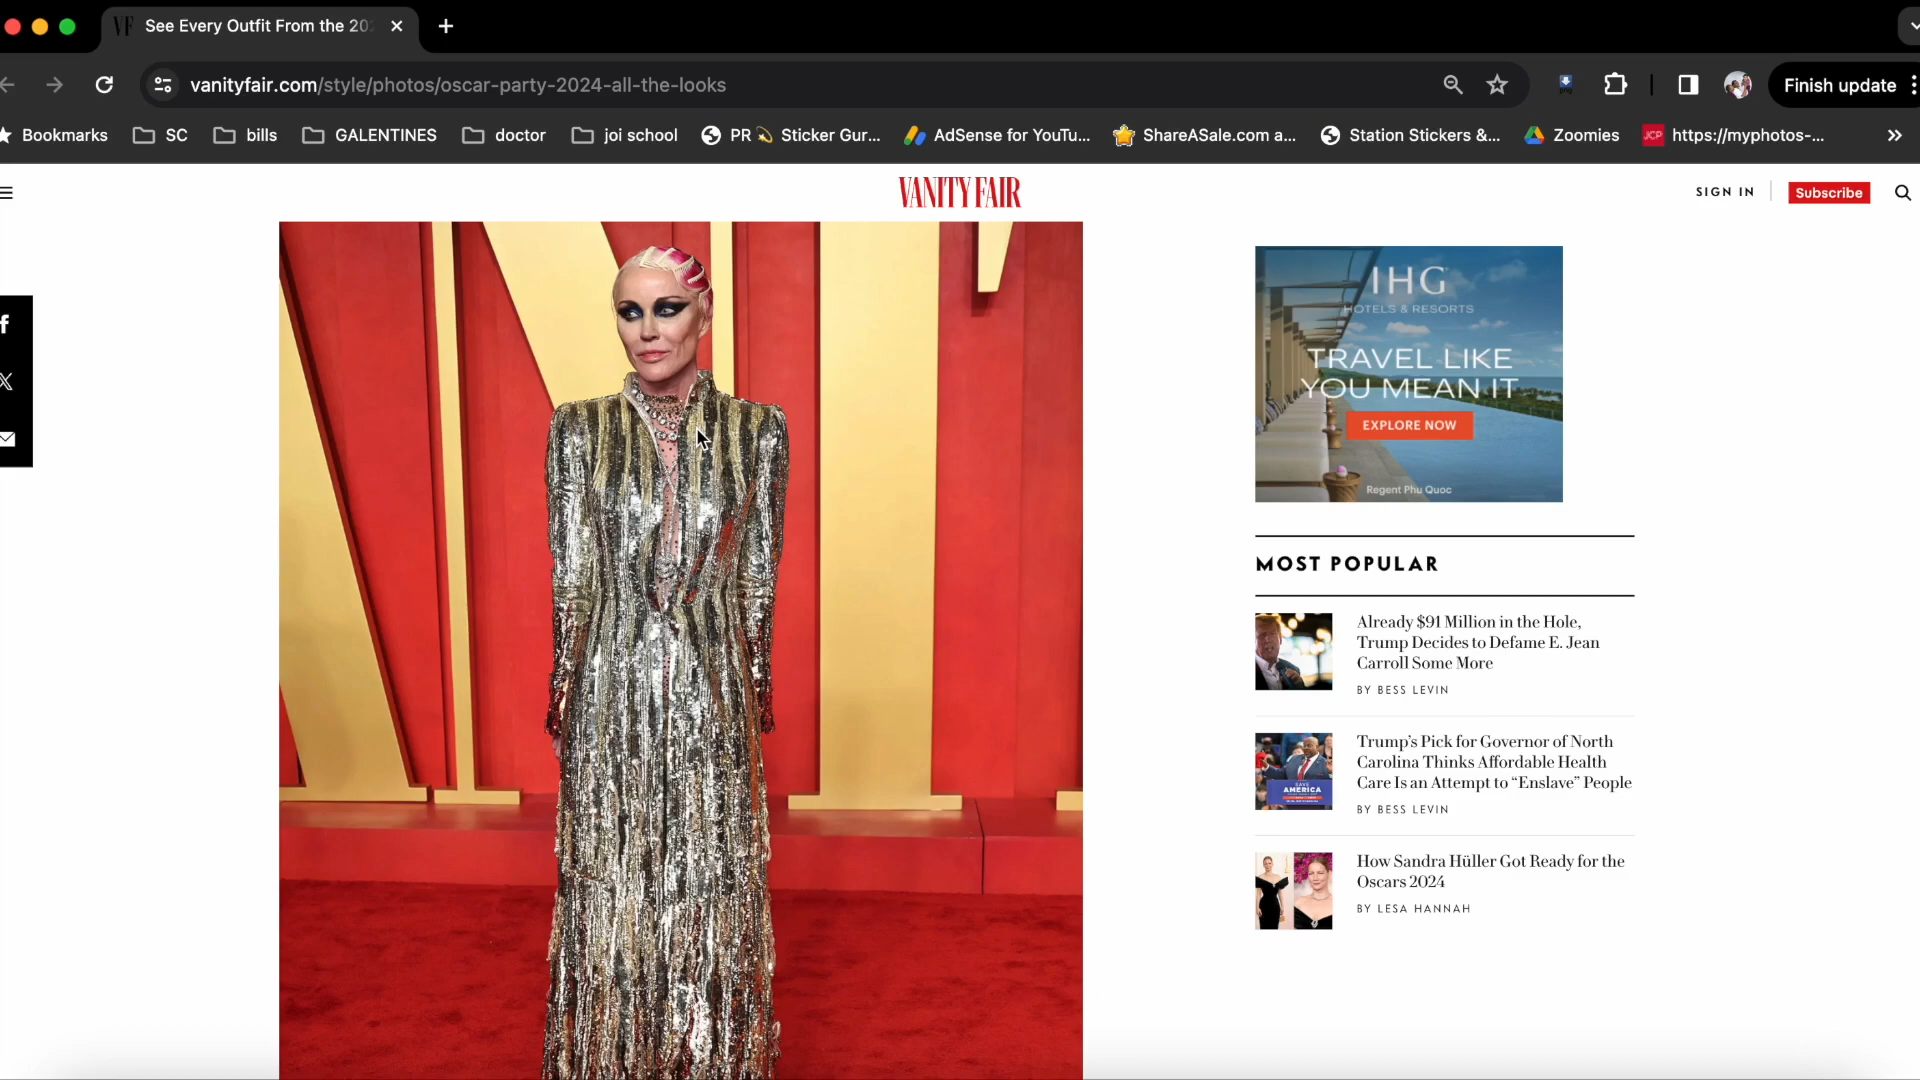 VF See Every Outfit From the 202
vanityfair.com/style/photos/oscar-party-2024-all-the-looks
Finish update
Bookmarks SC bills GALENTINES doctor joi school PR Sticker Gur... AdSense for YouTu... ShareASale.com a... Station Stickers &... Zoomies JCP https://myphotos-...
VANITY FAIR
SIGN IN
Subscribe
IHG
HOTELS & RESORTS
TRAVEL LIKE
YOU MEAN IT
EXPLORE NOW
Regent Phu Quoc
MOST POPULAR
Already $91 Million in the Hole,
Trump Decides to Defame E. Jean
Carroll Some More
BY BESS LEVIN
Trump's Pick for Governor of North
Carolina Thinks Affordable Health
Care Is an Attempt to “Enslave” People
BY BESS LEVIN
SAVE
AMERICA
How Sandra Hüller Got Ready for the
Oscars 2024
BY LESA HANNAH